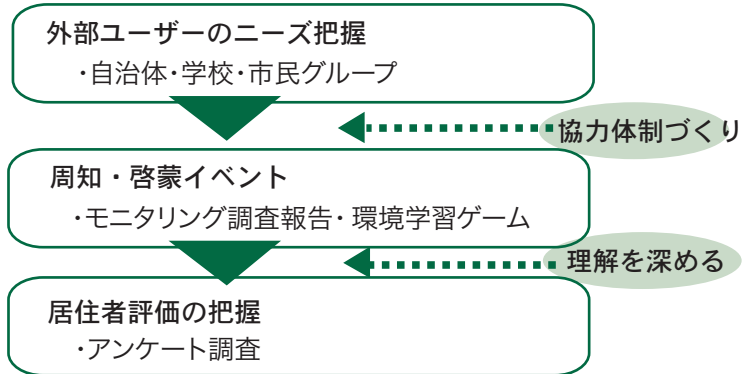 外部ユーザーのニーズ把握
・自治体・学校・市民グループ
協力体制づくり
周知・啓蒙イベント
・モニタリング調査報告・環境学習ゲーム
理解を深める
居住者評価の把握
・アンケート調査